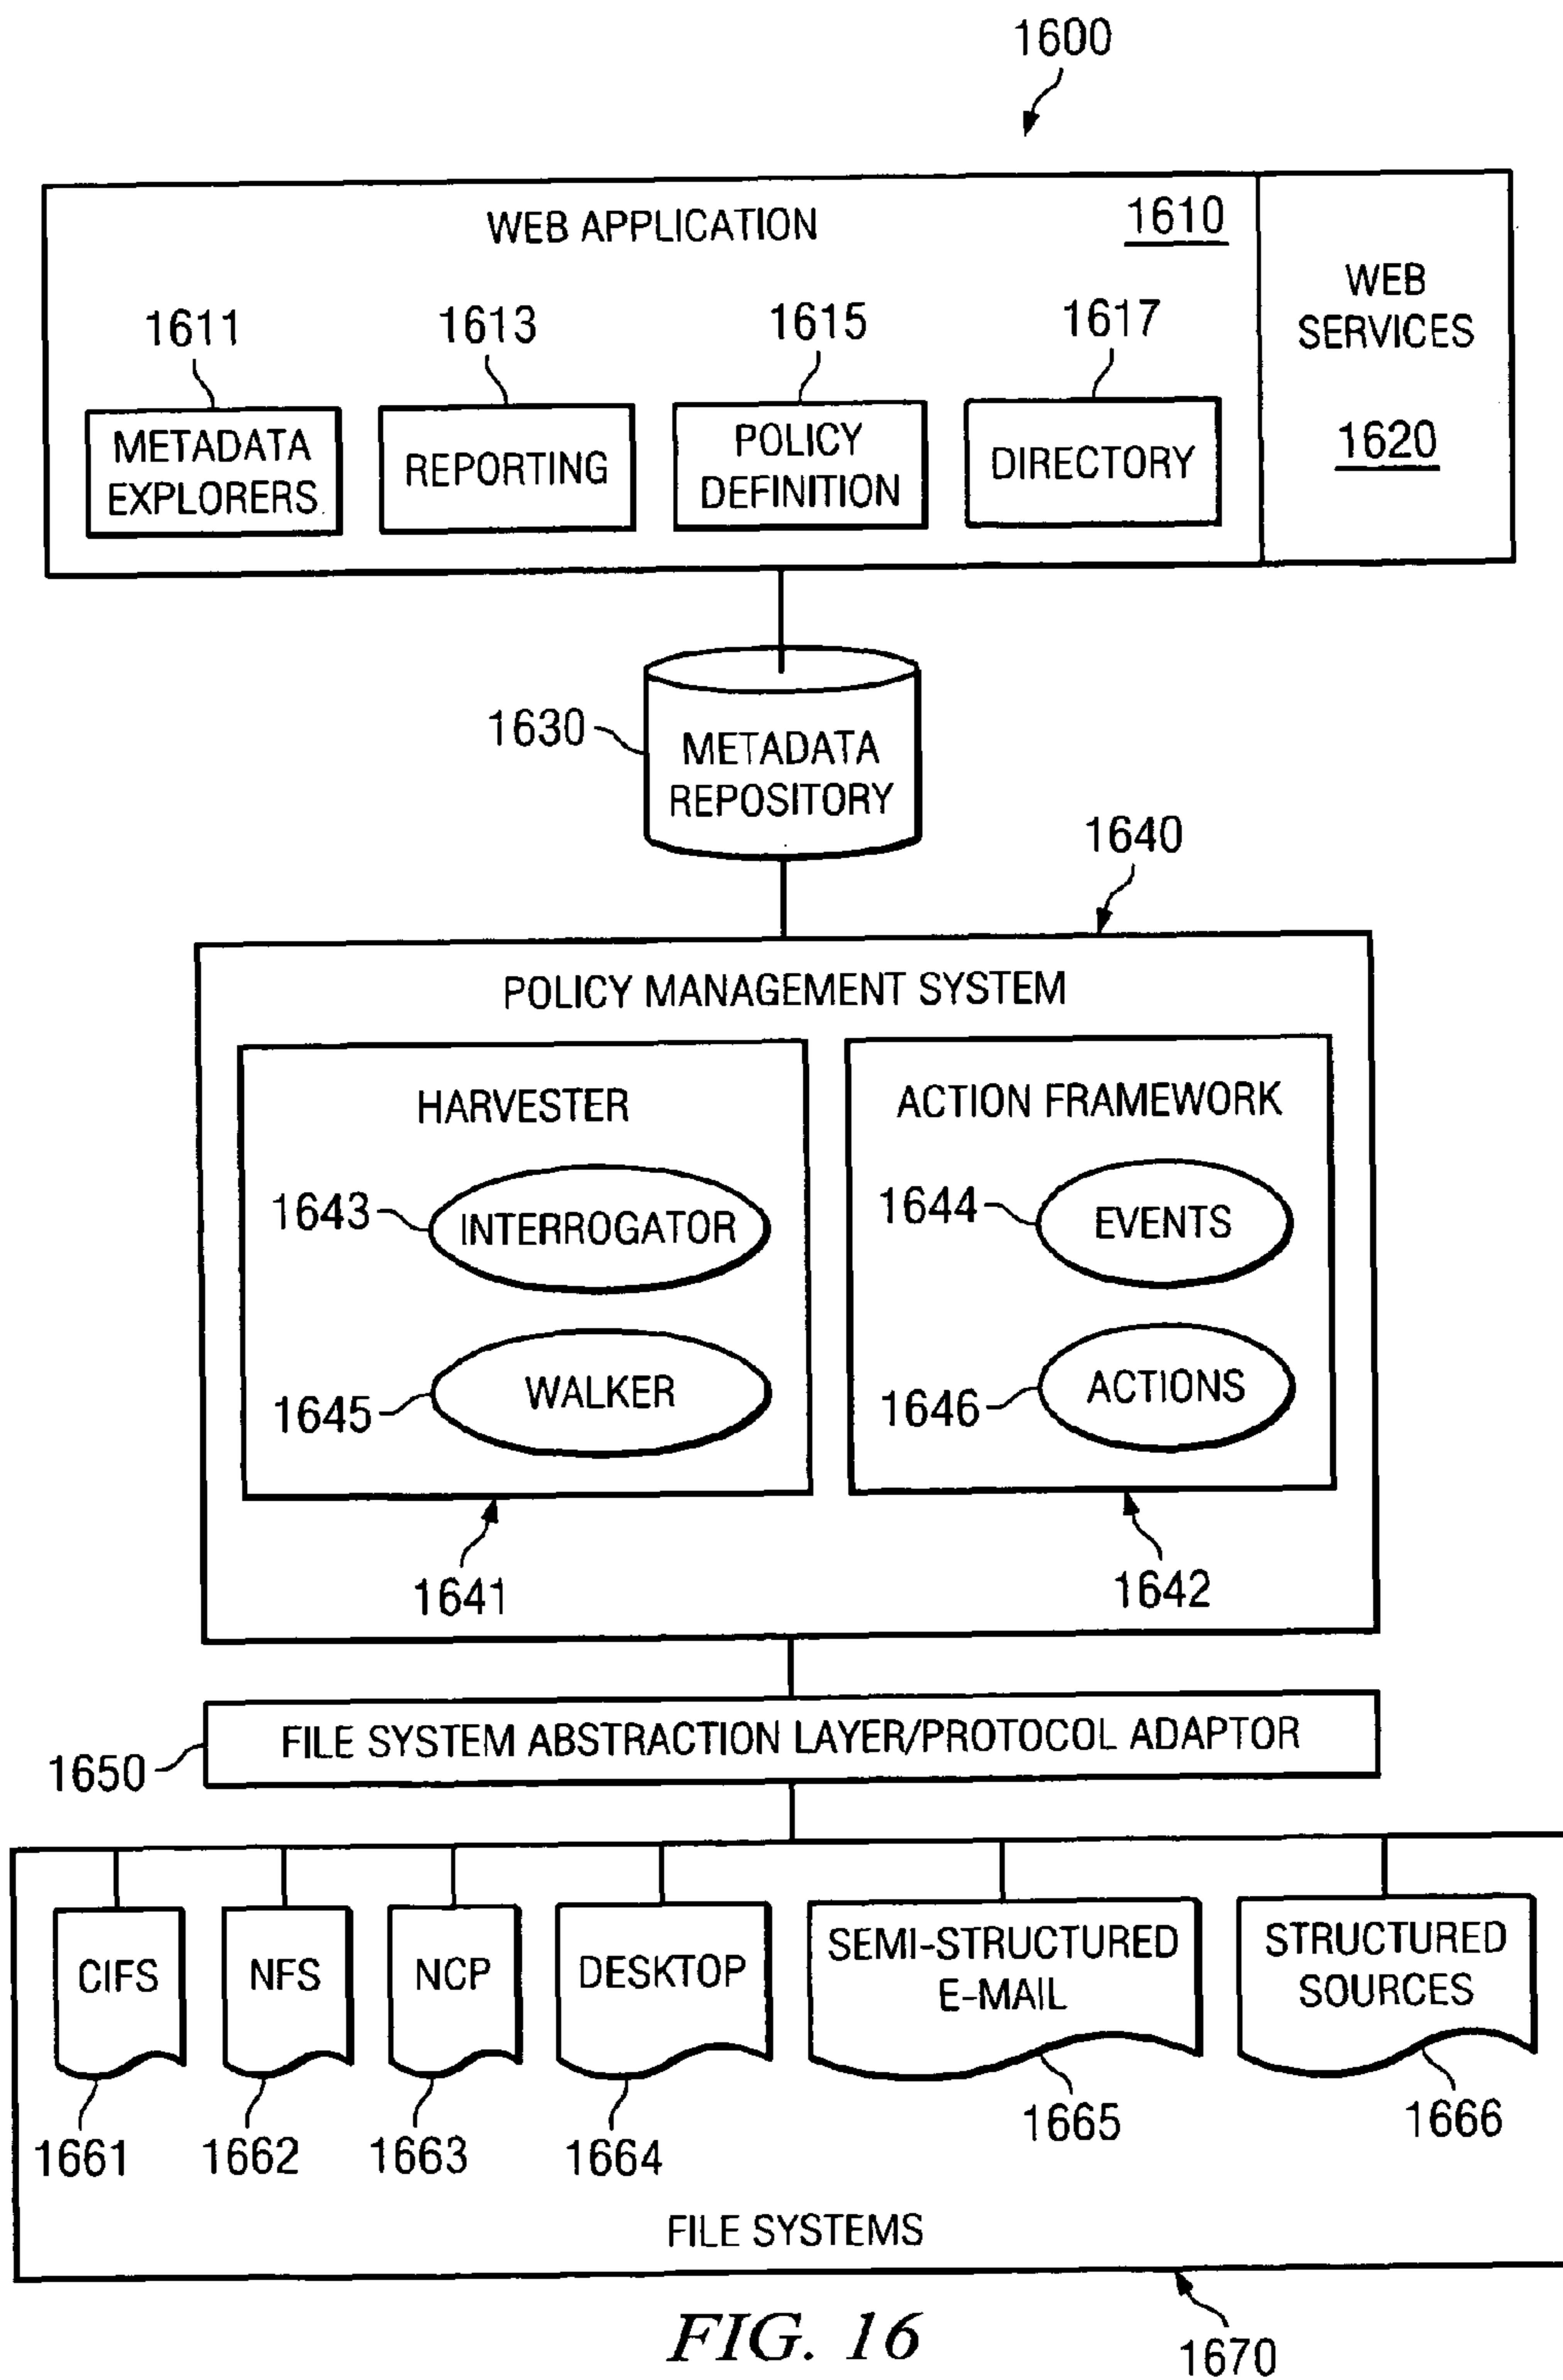 1600
WEB APPLICATION
1610
WEB
SERVICES
1620
1611
1613
1615
1617
METADATA
EXPLORERS
REPORTING
POLICY
DEFINITION
DIRECTORY
1630
METADATA
REPOSITORY
1640
POLICY MANAGEMENT SYSTEM
HARVESTER
1643
INTERROGATOR
1645
WALKER
1641
ACTION FRAMEWORK
1644
EVENTS
1646
ACTIONS
1642
FILE SYSTEM ABSTRACTION LAYER/PROTOCOL ADAPTOR
1650
CIFS
NFS
NCP
DESKTOP
SEMI-STRUCTURED
E-MAIL
STRUCTURED
SOURCES
1661
1662
1663
1664
1665
1666
FILE SYSTEMS
1670
FIG. 16